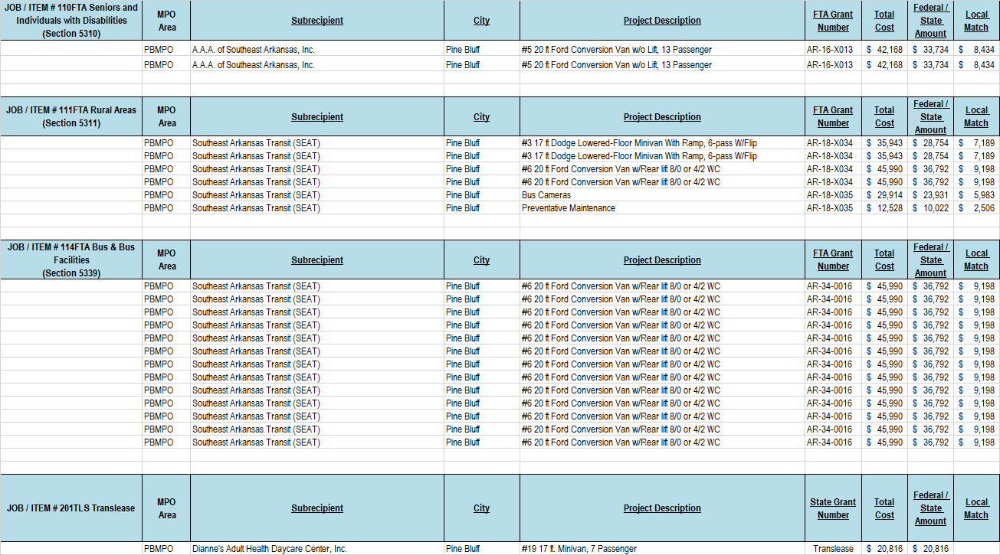 JOB / ITEM # 110FTA Seniors and Individuals with Disabilities (Section 5310) MPO Area Subrecipient City Project Description FTA Grant Number Total Cost Federal / State Amount Local Match
PBMPO A.A.A. of Southeast Arkansas, Inc. Pine Bluff #5 20 ft Ford Conversion Van w/o Lift, 13 Passenger AR-16-X013 $ 42,168 $ 33,734 $ 8,434
PBMPO A.A.A. of Southeast Arkansas, Inc. Pine Bluff #5 20 ft Ford Conversion Van w/o Lift, 13 Passenger AR-16-X013 $ 42,168 $ 33,734 $ 8,434
JOB / ITEM # 111FTA Rural Areas (Section 5311) MPO Area Subrecipient City Project Description FTA Grant Number Total Cost Federal / State Amount Local Match
PBMPO Southeast Arkansas Transit (SEAT) Pine Bluff #3 17 ft Dodge Lowered-Floor Minivan With Ramp, 6-pass W/Flip AR-18-X034 $ 35,943 $ 28,754 $ 7,189
PBMPO Southeast Arkansas Transit (SEAT) Pine Bluff #3 17 ft Dodge Lowered-Floor Minivan With Ramp, 6-pass W/Flip AR-18-X034 $ 35,943 $ 28,754 $ 7,189
PBMPO Southeast Arkansas Transit (SEAT) Pine Bluff #6 20 ft Ford Conversion Van w/Rear lift 8/0 or 4/2 WC AR-18-X034 $ 45,990 $ 36,792 $ 9,198
PBMPO Southeast Arkansas Transit (SEAT) Pine Bluff #6 20 ft Ford Conversion Van w/Rear lift 8/0 or 4/2 WC AR-18-X034 $ 45,990 $ 36,792 $ 9,198
PBMPO Southeast Arkansas Transit (SEAT) Pine Bluff Bus Cameras AR-18-X035 $ 29,914 $ 23,931 $ 5,983
PBMPO Southeast Arkansas Transit (SEAT) Pine Bluff Preventative Maintenance AR-18-X035 $ 12,528 $ 10,022 $ 2,506
JOB / ITEM # 114FTA Bus & Bus Facilities (Section 5339) MPO Area Subrecipient City Project Description FTA Grant Number Total Cost Federal / State Amount Local Match
PBMPO Southeast Arkansas Transit (SEAT) Pine Bluff #6 20 ft Ford Conversion Van w/Rear lift 8/0 or 4/2 WC AR-34-0016 $ 45,990 $ 36,792 $ 9,198
PBMPO Southeast Arkansas Transit (SEAT) Pine Bluff #6 20 ft Ford Conversion Van w/Rear lift 8/0 or 4/2 WC AR-34-0016 $ 45,990 $ 36,792 $ 9,198
PBMPO Southeast Arkansas Transit (SEAT) Pine Bluff #6 20 ft Ford Conversion Van w/Rear lift 8/0 or 4/2 WC AR-34-0016 $ 45,990 $ 36,792 $ 9,198
PBMPO Southeast Arkansas Transit (SEAT) Pine Bluff #6 20 ft Ford Conversion Van w/Rear lift 8/0 or 4/2 WC AR-34-0016 $ 45,990 $ 36,792 $ 9,198
PBMPO Southeast Arkansas Transit (SEAT) Pine Bluff #6 20 ft Ford Conversion Van w/Rear lift 8/0 or 4/2 WC AR-34-0016 $ 45,990 $ 36,792 $ 9,198
PBMPO Southeast Arkansas Transit (SEAT) Pine Bluff #6 20 ft Ford Conversion Van w/Rear lift 8/0 or 4/2 WC AR-34-0016 $ 45,990 $ 36,792 $ 9,198
PBMPO Southeast Arkansas Transit (SEAT) Pine Bluff #6 20 ft Ford Conversion Van w/Rear lift 8/0 or 4/2 WC AR-34-0016 $ 45,990 $ 36,792 $ 9,198
PBMPO Southeast Arkansas Transit (SEAT) Pine Bluff #6 20 ft Ford Conversion Van w/Rear lift 8/0 or 4/2 WC AR-34-0016 $ 45,990 $ 36,792 $ 9,198
PBMPO Southeast Arkansas Transit (SEAT) Pine Bluff #6 20 ft Ford Conversion Van w/Rear lift 8/0 or 4/2 WC AR-34-0016 $ 45,990 $ 36,792 $ 9,198
PBMPO Southeast Arkansas Transit (SEAT) Pine Bluff #6 20 ft Ford Conversion Van w/Rear lift 8/0 or 4/2 WC AR-34-0016 $ 45,990 $ 36,792 $ 9,198
PBMPO Southeast Arkansas Transit (SEAT) Pine Bluff #6 20 ft Ford Conversion Van w/Rear lift 8/0 or 4/2 WC AR-34-0016 $ 45,990 $ 36,792 $ 9,198
PBMPO Southeast Arkansas Transit (SEAT) Pine Bluff #6 20 ft Ford Conversion Van w/Rear lift 8/0 or 4/2 WC AR-34-0016 $ 45,990 $ 36,792 $ 9,198
PBMPO Southeast Arkansas Transit (SEAT) Pine Bluff #6 20 ft Ford Conversion Van w/Rear lift 8/0 or 4/2 WC AR-34-0016 $ 45,990 $ 36,792 $ 9,198
JOB / ITEM # 201TLS Translease MPO Area Subrecipient City Project Description State Grant Number Total Cost Federal / State Amount Local Match
PBMPO Dianne's Adult Health Daycare Center, Inc. Pine Bluff #19 17 ft. Minivan, 7 Passenger Translease $ 20,816 $ 20,816